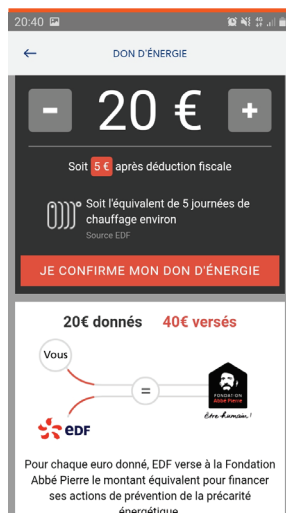 20:40
4G
DON D'ÉNERGIE
- 20 € +
Soit 5 € après déduction fiscale
Soit l'équivalent de 5 journées de
chauffage environ
Source EDF
JE CONFIRME MON DON D'ÉNERGIE
20€ donnés 40€ versés
Vous
=
FONDATION
Abbé Pierre
être humain !
eDF
Pour chaque euro donné, EDF verse à la Fondation
Abbé Pierre le montant équivalent pour financer
ses actions de prévention de la précarité
énergétique